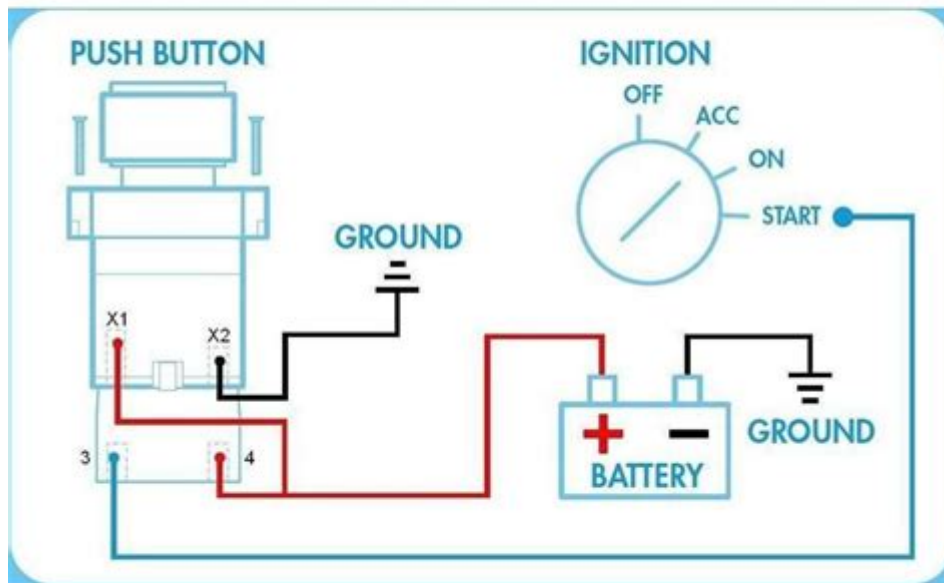 PUSH BUTTON
IGNITION
OFF
ACC
ON
START
GROUND
X1
X2
3
4
+
-
BATTERY
GROUND